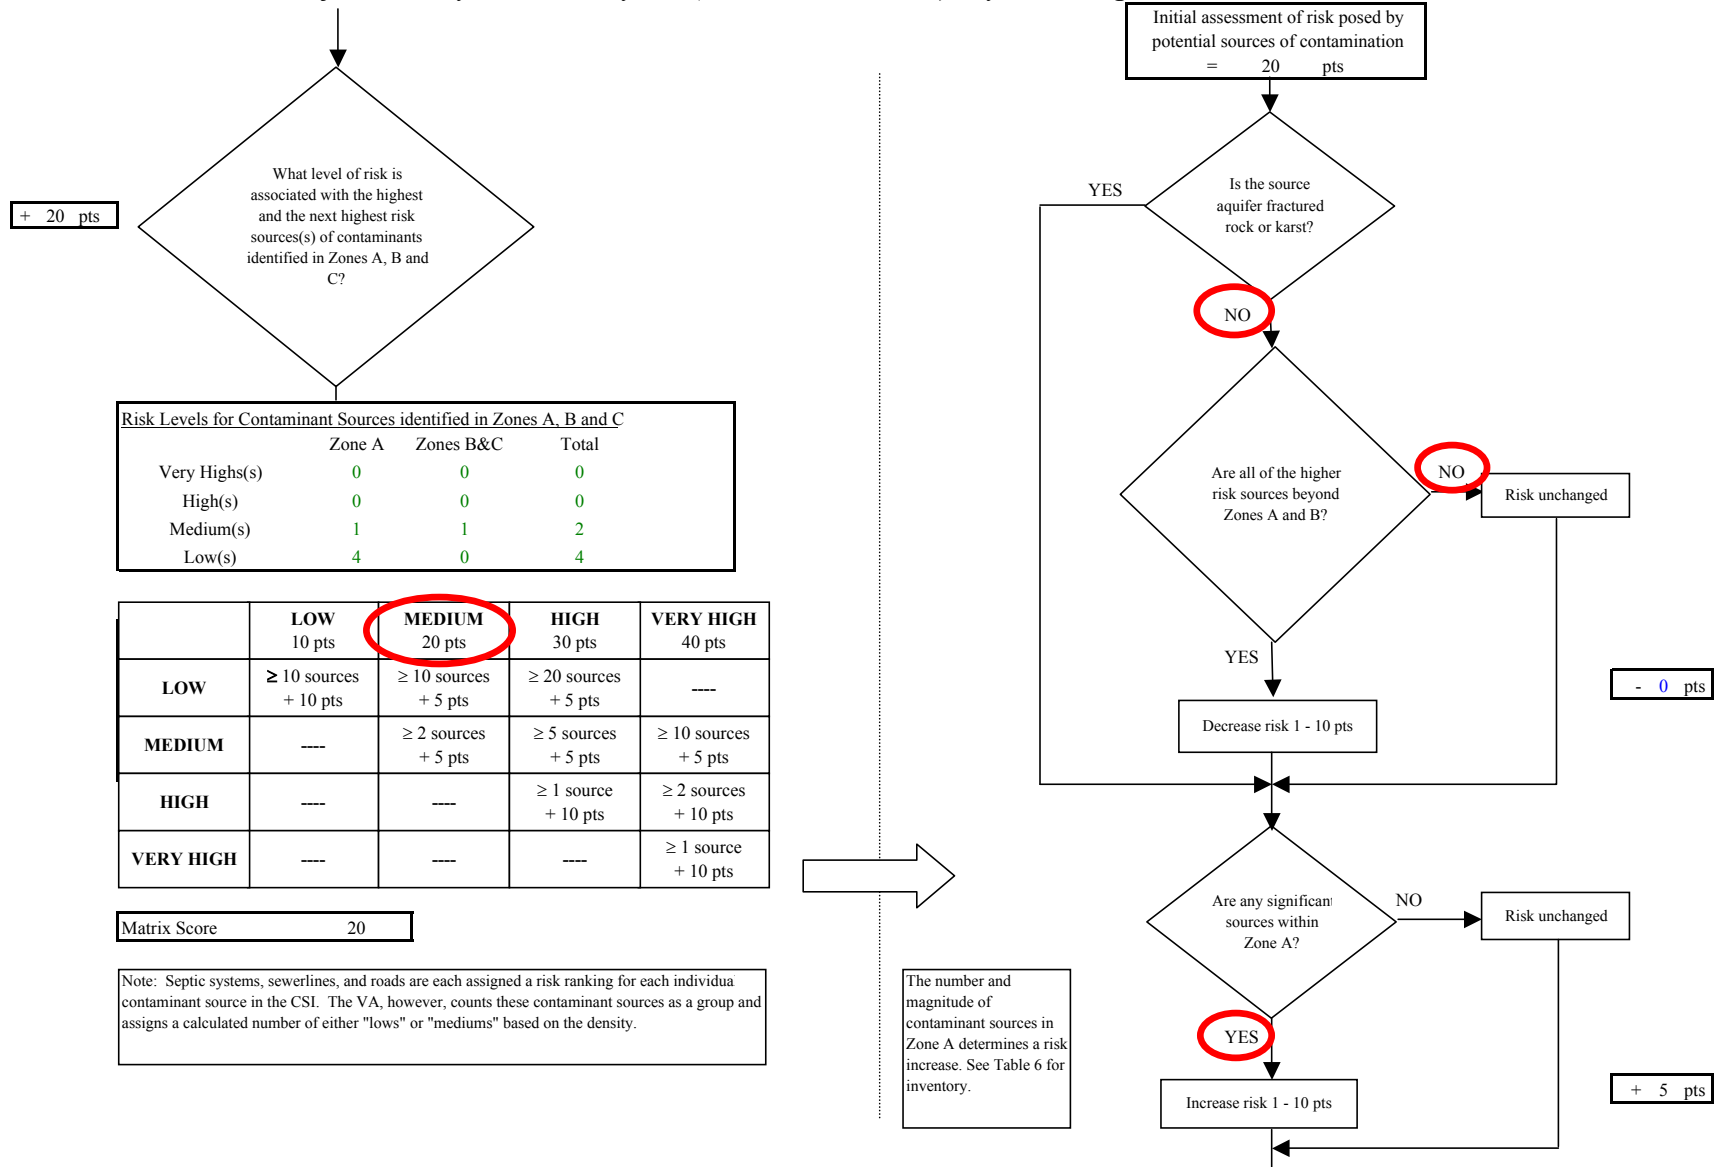 + 20 pts
What level of risk is
associated with the highest
and the next highest risk
sources(s) of contaminants
identified in Zones A, B and
C?
Risk Levels for Contaminant Sources identified in Zones A, B and C
Zone A Zones B&C Total
Very Highs(s) 0 0 0
High(s) 0 0 0
Medium(s) 1 1 2
Low(s) 4 0 4
LOW MEDIUM HIGH VERY HIGH
10 pts 20 pts 30 pts 40 pts
LOW ≥ 10 sources ≥ 10 sources ≥ 20 sources ----
+ 10 pts + 5 pts + 5 pts
MEDIUM ---- ≥ 2 sources ≥ 5 sources ≥ 10 sources
+ 5 pts + 5 pts + 5 pts
HIGH ---- ---- ≥ 1 source ≥ 2 sources
+ 10 pts + 10 pts
VERY HIGH ---- ---- ---- ≥ 1 source
+ 10 pts
Matrix Score 20
Note: Septic systems, sewerlines, and roads are each assigned a risk ranking for each individua
contaminant source in the CSI. The VA, however, counts these contaminant sources as a group and
assigns a calculated number of either "lows" or "mediums" based on the density.
Initial assessment of risk posed by
potential sources of contamination
= 20 pts
Is the source
aquifer fractured
rock or karst?
YES
NO
Are all of the higher
risk sources beyond
Zones A and B?
NO
Risk unchanged
YES
Decrease risk 1 - 10 pts
- 0 pts
Are any significant
sources within
Zone A?
NO
Risk unchanged
The number and
magnitude of
contaminant sources in
Zone A determines a risk
increase. See Table 6 for
inventory.
YES
Increase risk 1 - 10 pts
+ 5 pts